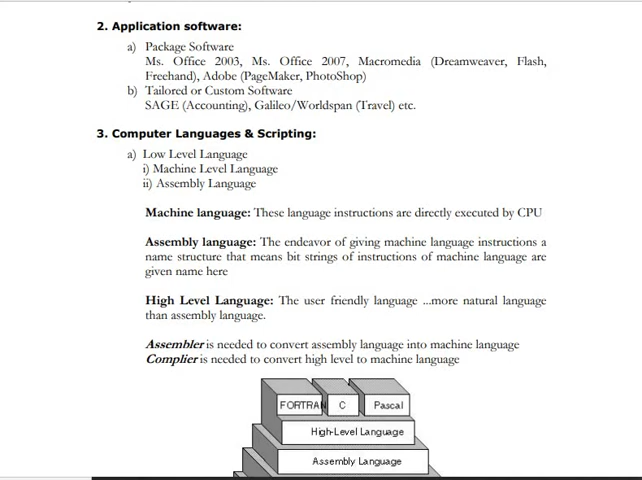 2. Application software:
a) Package Software
Ms. Office 2003, Ms. Office 2007, Macromedia (Dreamweaver, Flash,
Freehand), Adobe (PageMaker, PhotoShop)
b) Tailored or Custom Software
SAGE (Accounting), Galileo/Worldspan (Travel) etc.
3. Computer Languages & Scripting:
a) Low Level Language
i) Machine Level Language
ii) Assembly Language
Machine language: These language instructions are directly executed by CPU
Assembly language: The endeavor of giving machine language instructions a
name structure that means bit strings of instructions of machine language are
given name here
High Level Language: The user friendly language ...more natural language
than assembly language.
Assembler is needed to convert assembly language into machine language
Complier is needed to convert high level to machine language
FORTRAN C Pascal
High-Level Language
Assembly Language